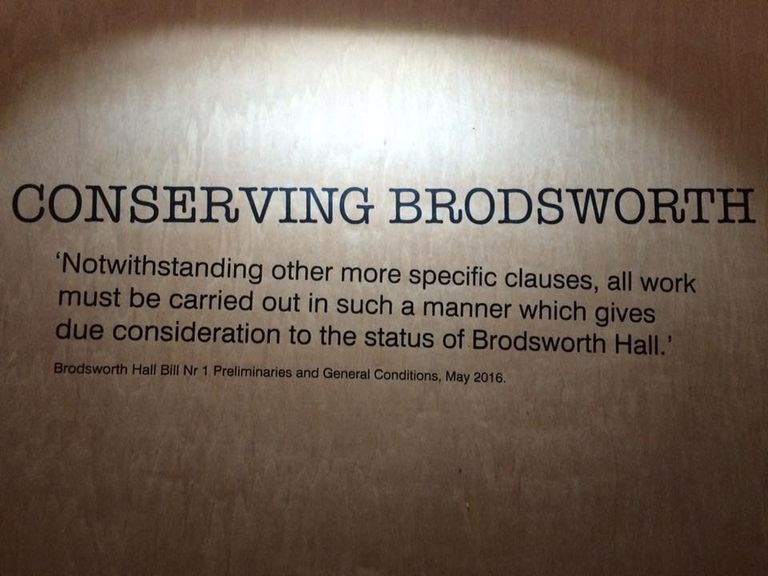 CONSERVING BRODSWORTH
‘Notwithstanding other more specific clauses, all work
must be carried out in such a manner which gives
due consideration to the status of Brodsworth Hall.’
Brodsworth Hall Bill Nr 1 Preliminaries and General Conditions, May 2016.